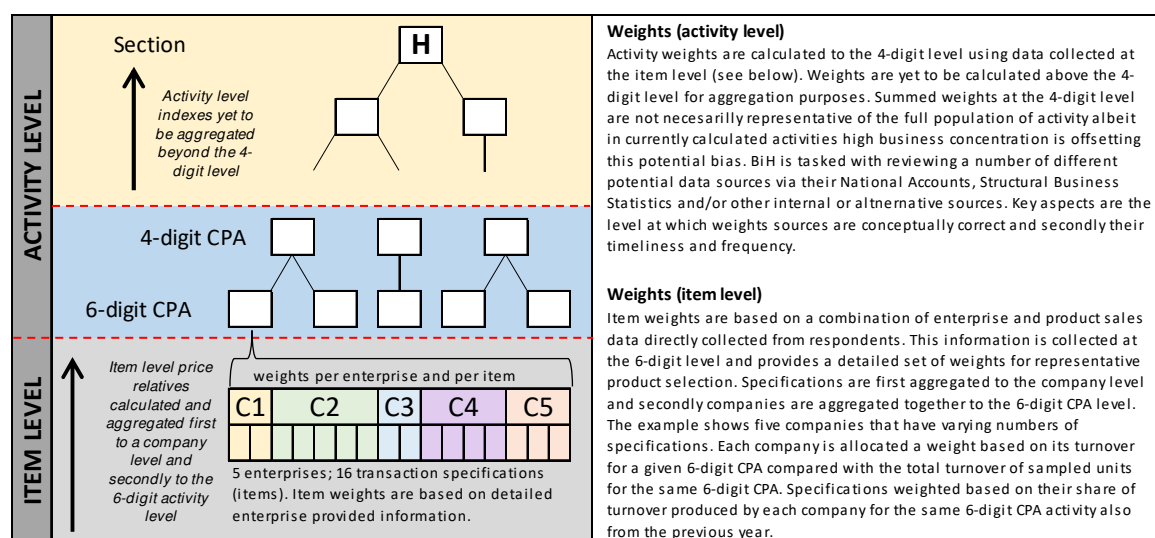 ACTIVITY LEVEL
Section
H
Activity level
indexes yet to
be aggregated
beyond the 4-
digit level
4-digit CPA
6-digit CPA
ITEM LEVEL
Item level price
relatives
calculated and
aggregated first
to a company
level and
secondly to the
6-digit activity
level
weights per enterprise and per item
C1 C2 C3 C4 C5
5 enterprises; 16 transaction specifications
(items). Item weights are based on detailed
enterprise provided information.
Weights (activity level)
Activity weights are calculated to the 4-digit level using data collected at
the item level (see below). Weights are yet to be calculated above the 4-
digit level for aggregation purposes. Summed weights at the 4-digit level
are not necesarilly representative of the full population of activity albeit
in currently calculated activities high business concentration is offsetting
this potential bias. BiH is tasked with reviewing a number of different
potential data sources via their National Accounts, Structural Business
Statistics and/or other internal or altnernative sources. Key aspects are the
level at which weights sources are conceptually correct and secondly their
timeliness and frequency.
Weights (item level)
Item weights are based on a combination of enterprise and product sales
data directly collected from respondents. This information is collected at
the 6-digit level and provides a detailed set of weights for representative
product selection. Specifications are first aggregated to the company level
and secondly companies are aggregated together to the 6-digit CPA level.
The example shows five companies that have varying numbers of
specifications. Each company is allocated a weight based on its turnover
for a given 6-digit CPA compared with the total turnover of sampled units
for the same 6-digit CPA. Specifications weighted based on their share of
turnover produced by each company for the same 6-digit CPA activity also
from the previous year.